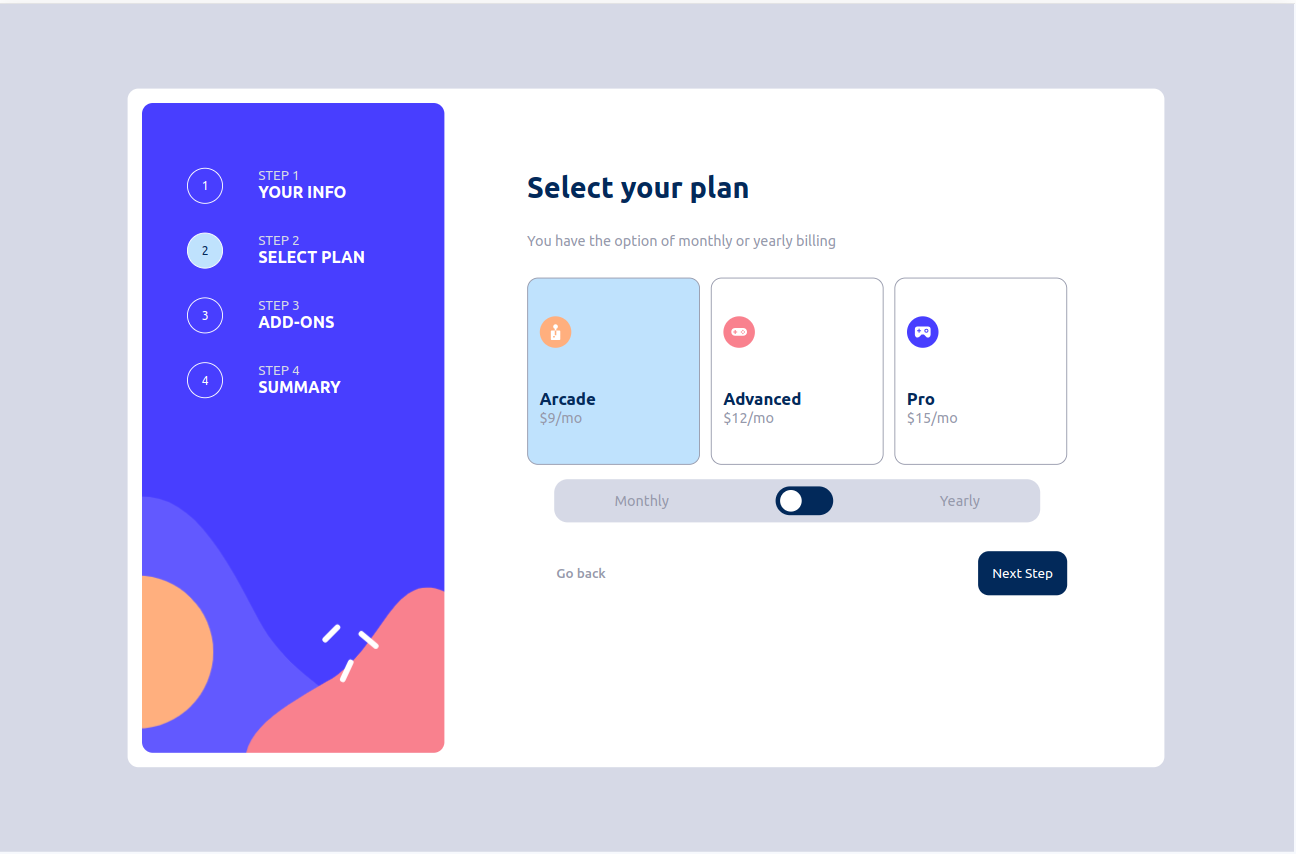 1
STEP 1
YOUR INFO
2
STEP 2
SELECT PLAN
3
STEP 3
ADD-ONS
4
STEP 4
SUMMARY
Select your plan
You have the option of monthly or yearly billing
Arcade
$9/mo
Advanced
$12/mo
Pro
$15/mo
Monthly
Yearly
Go back
Next Step